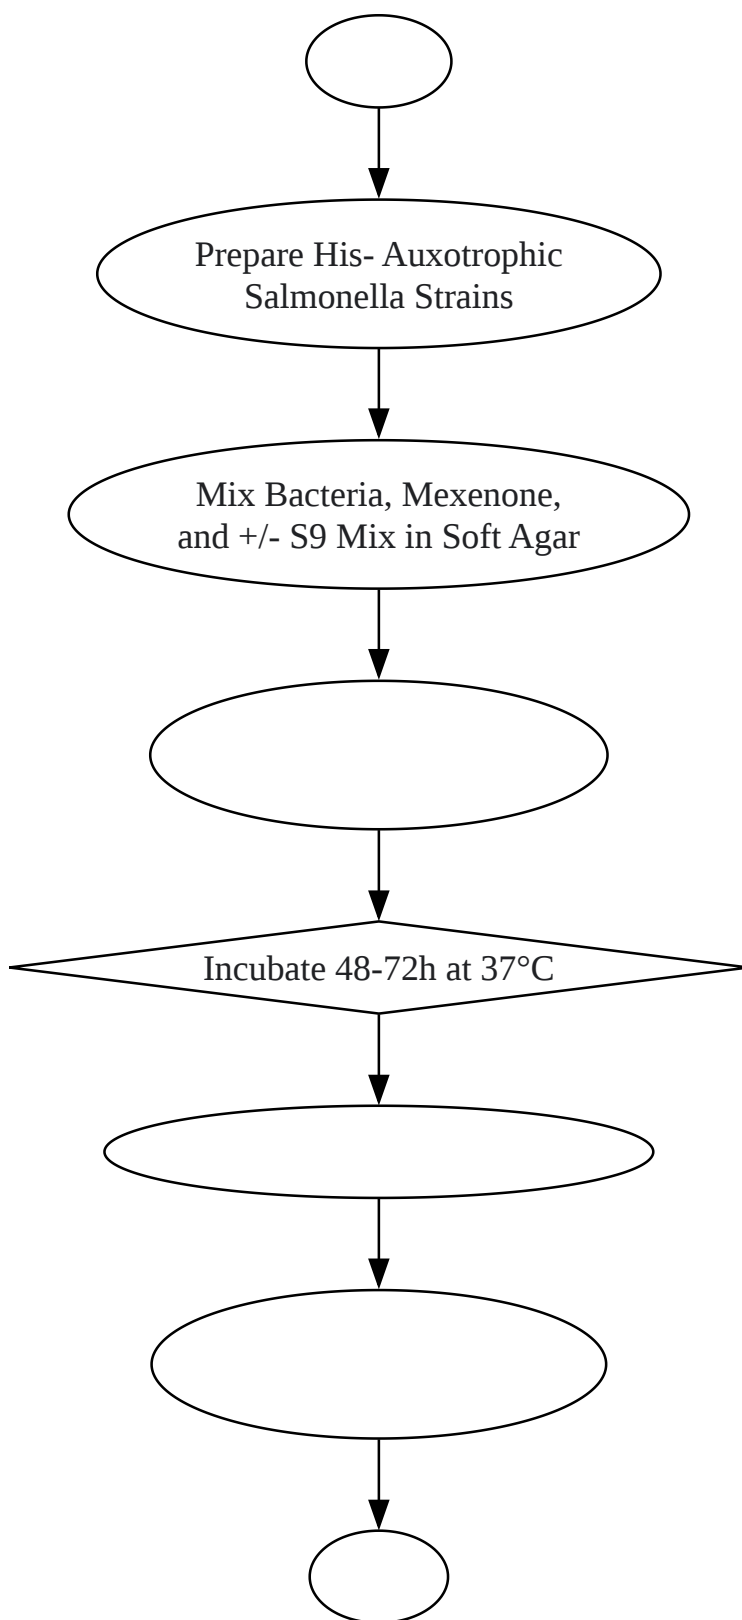 Prepare His- Auxotrophic
Salmonella Strains
Mix Bacteria, Mexenone,
and +/- S9 Mix in Soft Agar
Incubate 48-72h at 37°C